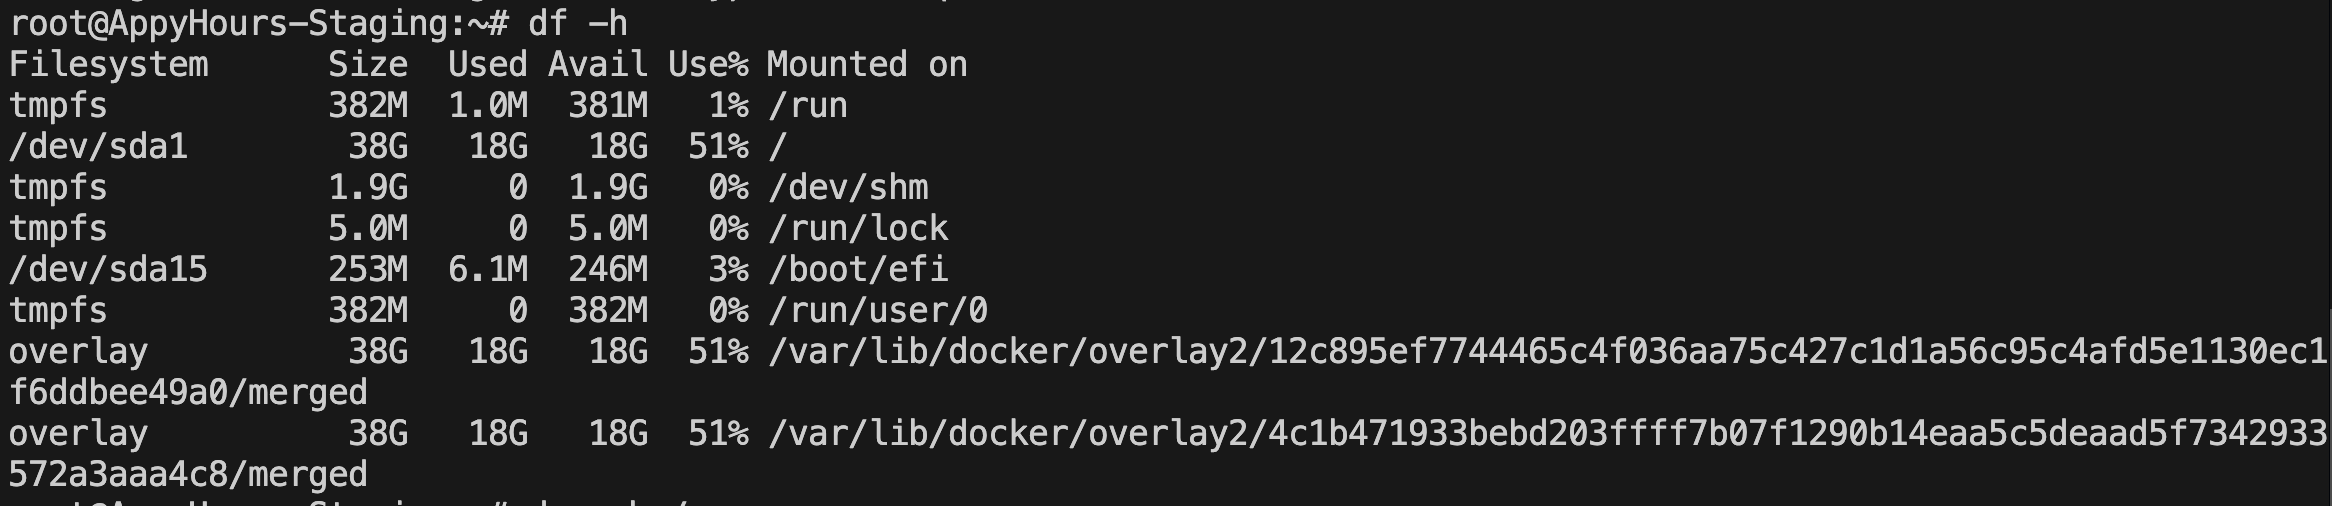 root@AppyHours-Staging:~# df -h
Filesystem      Size  Used Avail Use% Mounted on
tmpfs           382M  1.0M  381M   1% /run
/dev/sda1        38G   18G   18G  51% /
tmpfs           1.9G     0  1.9G   0% /dev/shm
tmpfs           5.0M     0  5.0M   0% /run/lock
/dev/sda15      253M  6.1M  246M   3% /boot/efi
tmpfs           382M     0  382M   0% /run/user/0
overlay          38G   18G   18G  51% /var/lib/docker/overlay2/12c895ef7744465c4f036aa75c427c1d1a56c95c4afd5e1130ec1
f6ddbee49a0/merged
overlay          38G   18G   18G  51% /var/lib/docker/overlay2/4c1b471933bebd203ffff7b07f1290b14eaa5c5deaad5f7342933
572a3aaa4c8/merged